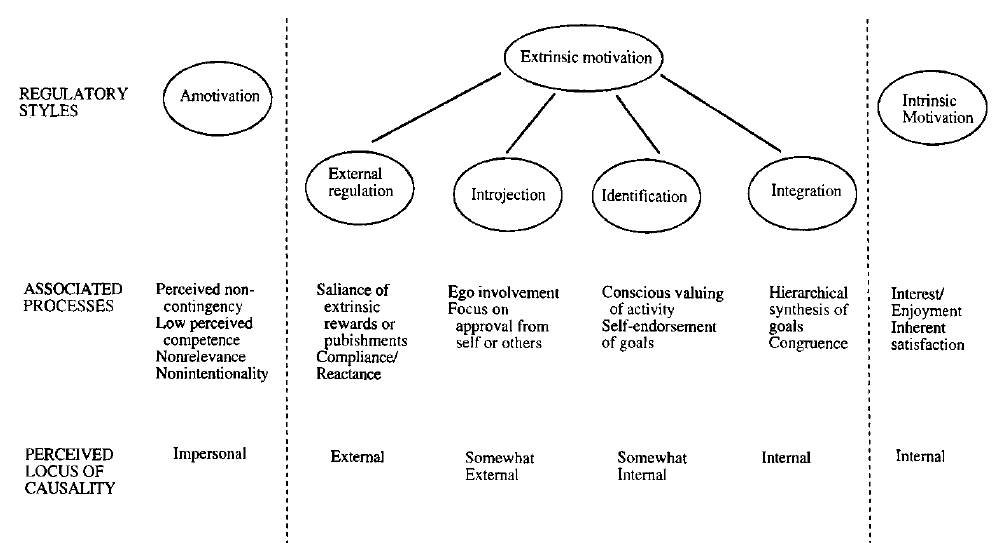 Extrinsic motivation
REGULATORY
STYLES
Amotivation
Intrinsic
Motivation
External
regulation
Introjection
Identification
Integration
ASSOCIATED
PROCESSES
Perceived non-
contingency
Low perceived
competence
Nonrelevance
Nonintentionality
Saliance of
extrinsic
rewards or
pubishments
Compliance/
Reactance
Ego involvement
Focus on
approval from
self or others
Conscious valuing
of activity
Self-endorsement
of goals
Hierarchical
synthesis of
goals
Congruence
Interest/
Enjoyment
Inherent
satisfaction
PERCEIVED
LOCUS OF
CAUSALITY
Impersonal
External
Somewhat
External
Somewhat
Internal
Internal
Internal